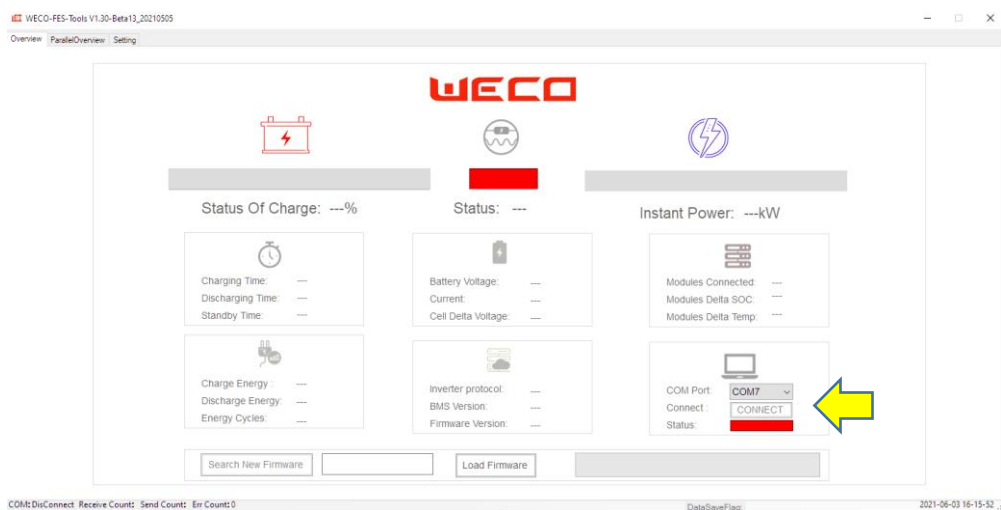 WECO-FES-Tools V1.30-Beta13_20210505
Overview ParallelOverview Setting
WECO
Status Of Charge: ---%
Status: ---
Instant Power: ---kW
Charging Time: ---
Discharging Time: ---
Standby Time: ---
Battery Voltage: ---
Current: ---
Cell Delta Voltage: ---
Modules Connected: ---
Modules Delta SOC: ---
Modules Delta Temp: ---
Charge Energy : ---
Discharge Energy: ---
Energy Cycles: ---
Inverter protocol: ---
BMS Version: ---
Firmware Version: ---
COM Port: COM7
Connect : CONNECT
Status:
Search New Firmware Load Firmware
COM: DisConnect Receive Count: Send Count: Err Count: 0 DataSaveFlag: 2021-06-03 16-15-52